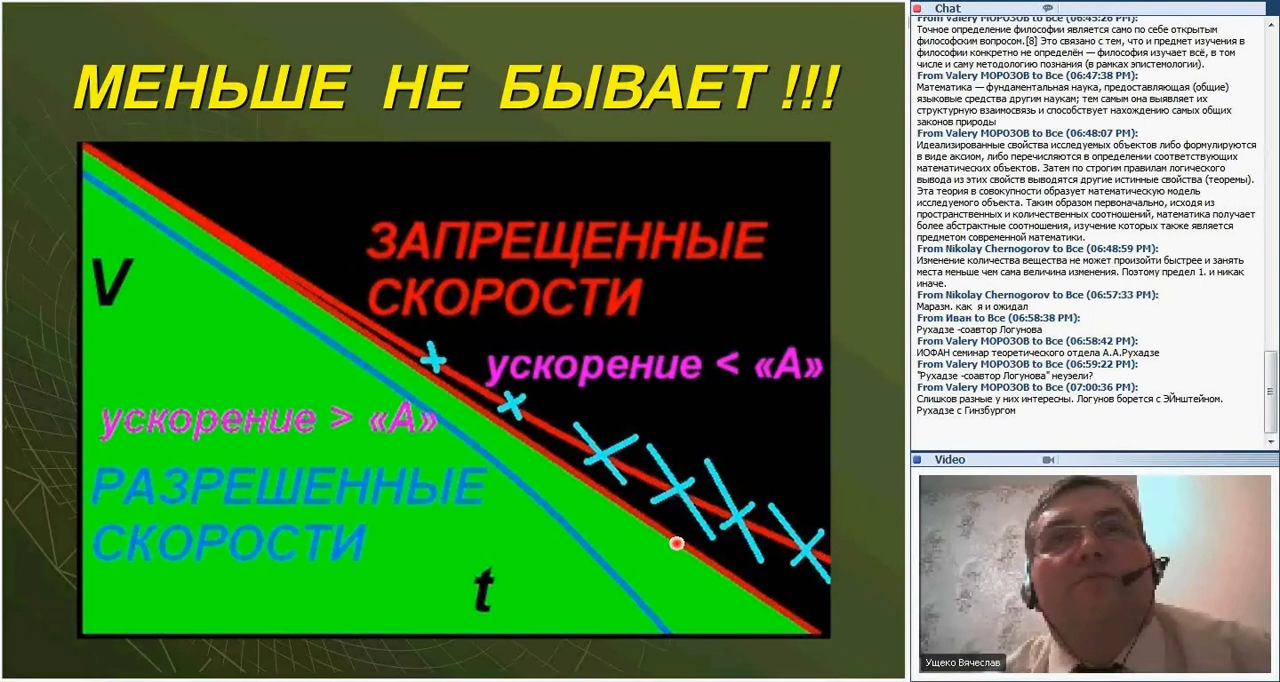 МЕНЬШЕ НЕ БЫВАЕТ !!!
V
ЗАПРЕЩЕННЫЕ
СКОРОСТИ
ускорение < «А»
ускорение > «А»
РАЗРЕШЕННЫЕ
СКОРОСТИ
t
Chat
From Valery МОРОЗОВ to Все (06:45:26 PM):
Точное определение философии является само по себе открытым
философским вопросом.[8] Это связано с тем, что и предмет изучения в
философии конкретно не определён — философия изучает всё, в том
числе и саму методологию познания (в рамках эпистемологии).
From Valery МОРОЗОВ to Все (06:47:38 PM):
Математика — фундаментальная наука, предоставляющая (общие)
языковые средства другим наукам; тем самым она выявляет их
структурную взаимосвязь и способствует нахождению самых общих
законов природы
From Valery МОРОЗОВ to Все (06:48:07 PM):
Идеализированные свойства исследуемых объектов либо формулируются
в виде аксиом, либо перечисляются в определении соответствующих
математических объектов. Затем по строгим правилам логического
вывода из этих свойств выводятся другие истинные свойства (теоремы).
Эта теория в совокупности образует математическую модель
исследуемого объекта. Таким образом первоначально, исходя из
пространственных и количественных соотношений, математика получает
более абстрактные соотношения, изучение которых также является
предметом современной математики.
From Nikolay Chernogorov to Все (06:48:59 PM):
Изменение количества вещества не может произойти быстрее и занять
места меньше чем сама величина изменения. Поэтому предел 1. и никак
иначе.
From Nikolay Chernogorov to Все (06:57:33 PM):
Маразм. как я и ожидал
From Иван to Все (06:58:38 PM):
Рухадзе -соавтор Логунова
From Valery МОРОЗОВ to Все (06:58:42 PM):
ИОФАН семинар теоретического отдела А.А.Рухадзе
From Valery МОРОЗОВ to Все (06:59:22 PM):
"Рухадзе -соавтор Логунова" неузели?
From Valery МОРОЗОВ to Все (07:00:36 PM):
Слишков разные у них интересны. Логунов борется с ЭЙнштейном.
Рухадзе с Гинзбургом
Video
Ущеко Вячеслав